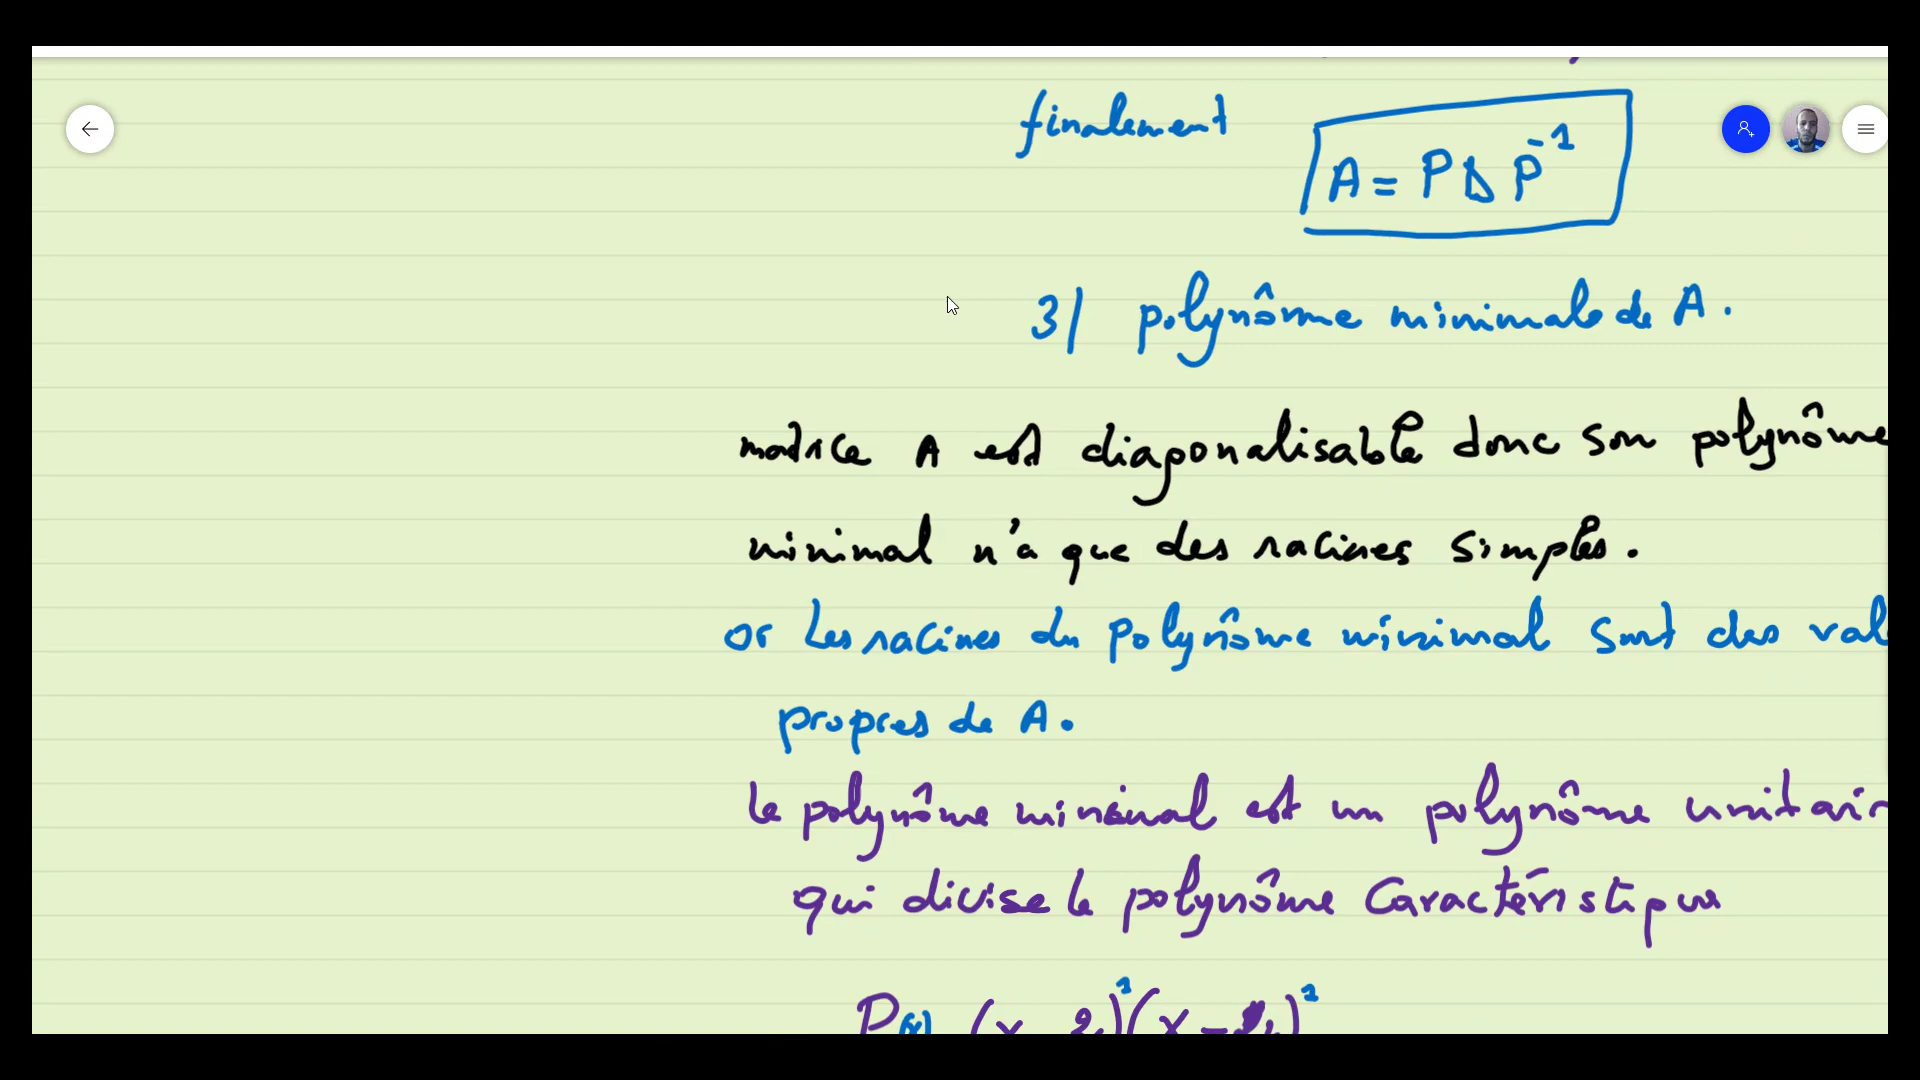 finalement
A = P Δ P⁻¹
3/ polynôme minimale de A.
matrice A est diagonalisable donc son polynôme
minimal n'a que des racines simples.
or les racines du polynôme minimal sont des val
propres de A.
le polynôme minimal est un polynôme unitair
qui divise le polynôme Caractéristique